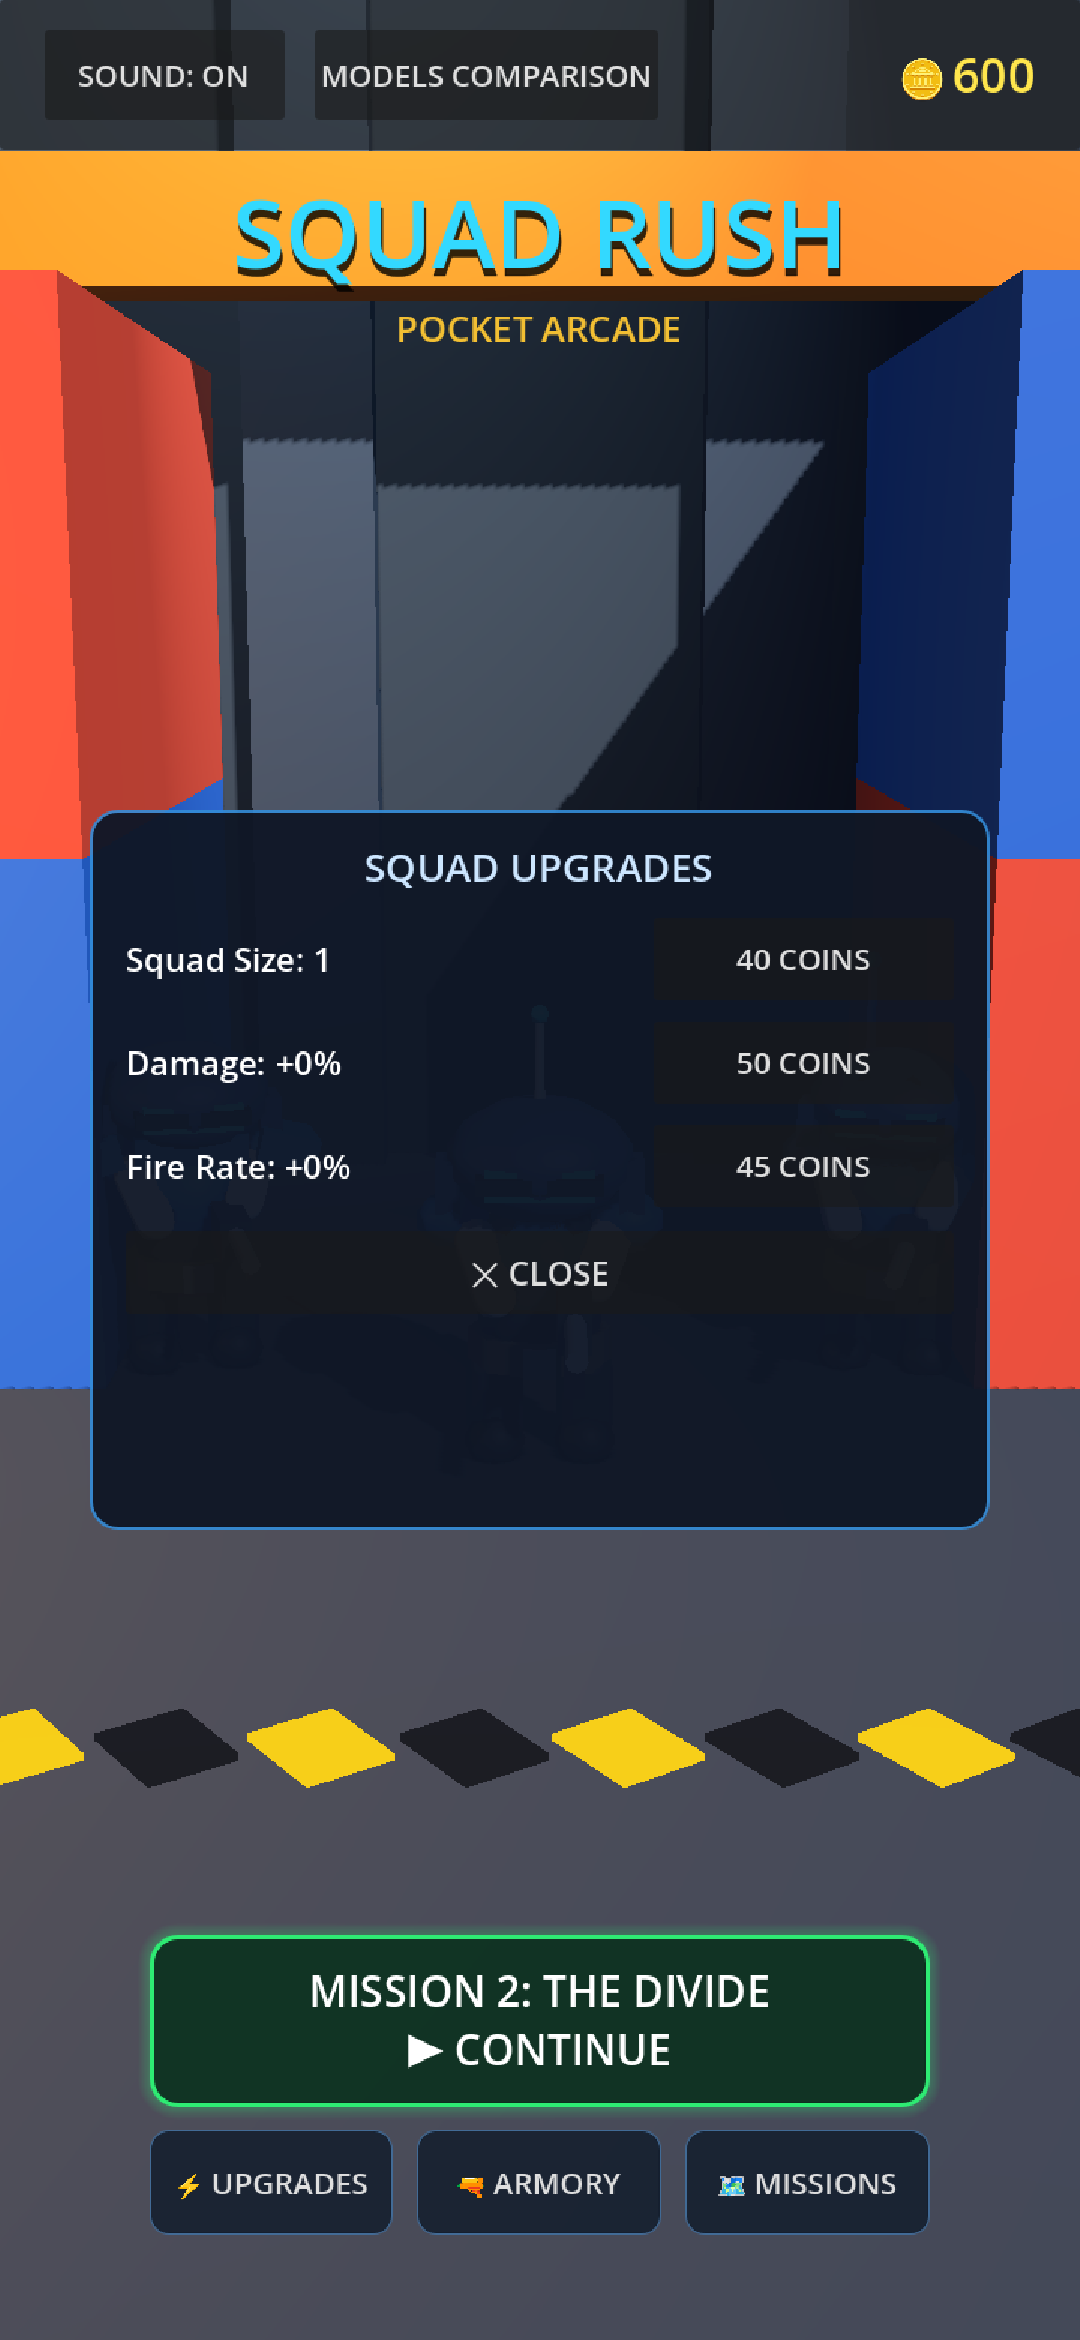 SOUND: ON
MODELS COMPARISON
600
SQUAD RUSH
POCKET ARCADE
SQUAD UPGRADES
Squad Size: 1
40 COINS
Damage: +0%
50 COINS
Fire Rate: +0%
45 COINS
╳ CLOSE
MISSION 2: THE DIVIDE
▶ CONTINUE
⚡ UPGRADES
🔫 ARMORY
🗺️ MISSIONS